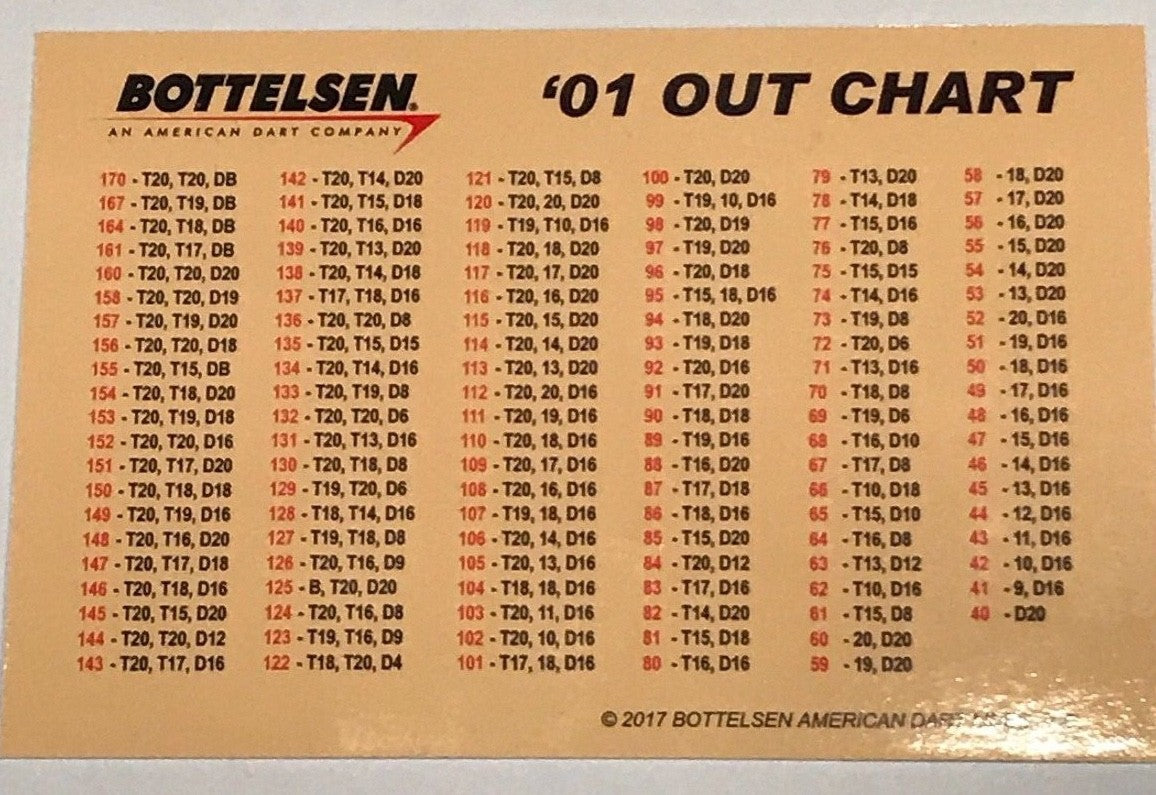 BOTTELSEN®
AN AMERICAN DART COMPANY
‘01 OUT CHART
170 - T20, T20, DB
167 - T20, T19, DB
164 - T20, T18, DB
161 - T20, T17, DB
160 - T20, T20, D20
158 - T20, T20, D19
157 - T20, T19, D20
156 - T20, T20, D18
155 - T20, T15, DB
154 - T20, T18, D20
153 - T20, T19, D18
152 - T20, T20, D16
151 - T20, T17, D20
150 - T20, T18, D18
149 - T20, T19, D16
148 - T20, T16, D20
147 - T20, T17, D18
146 - T20, T18, D16
145 - T20, T15, D20
144 - T20, T20, D12
143 - T20, T17, D16
142 - T20, T14, D20
141 - T20, T15, D18
140 - T20, T16, D16
139 - T20, T13, D20
138 - T20, T14, D18
137 - T17, T18, D16
136 - T20, T20, D8
135 - T20, T15, D15
134 - T20, T14, D16
133 - T20, T19, D8
132 - T20, T20, D6
131 - T20, T13, D16
130 - T20, T18, D8
129 - T19, T20, D6
128 - T18, T14, D16
127 - T19, T18, D8
126 - T20, T16, D9
125 - B, T20, D20
124 - T20, T16, D8
123 - T19, T16, D9
122 - T18, T20, D4
121 - T20, T15, D8
120 - T20, 20, D20
119 - T19, T10, D16
118 - T20, 18, D20
117 - T20, 17, D20
116 - T20, 16, D20
115 - T20, 15, D20
114 - T20, 14, D20
113 - T20, 13, D20
112 - T20, 20, D16
111 - T20, 19, D16
110 - T20, 18, D16
109 - T20, 17, D16
108 - T20, 16, D16
107 - T19, 18, D16
106 - T20, 14, D16
105 - T20, 13, D16
104 - T18, 18, D16
103 - T20, 11, D16
102 - T20, 10, D16
101 - T17, 18, D16
100 - T20, D20
99 - T19, 10, D16
98 - T20, D19
97 - T19, D20
96 - T20, D18
95 - T15, 18, D16
94 - T18, D20
93 - T19, D18
92 - T20, D16
91 - T17, D20
90 - T18, D18
89 - T19, D16
88 - T16, D20
87 - T17, D18
86 - T18, D16
85 - T15, D20
84 - T20, D12
83 - T17, D16
82 - T14, D20
81 - T15, D18
80 - T16, D16
79 - T13, D20
78 - T14, D18
77 - T15, D16
76 - T20, D8
75 - T15, D15
74 - T14, D16
73 - T19, D8
72 - T20, D6
71 - T13, D16
70 - T18, D8
69 - T19, D6
68 - T16, D10
67 - T17, D8
66 - T10, D18
65 - T15, D10
64 - T16, D8
63 - T13, D12
62 - T10, D16
61 - T15, D8
60 - 20, D20
59 - 19, D20
58 - 18, D20
57 - 17, D20
56 - 16, D20
55 - 15, D20
54 - 14, D20
53 - 13, D20
52 - 20, D16
51 - 19, D16
50 - 18, D16
49 - 17, D16
48 - 16, D16
47 - 15, D16
46 - 14, D16
45 - 13, D16
44 - 12, D16
43 - 11, D16
42 - 10, D16
41 - 9, D16
40 - D20
© 2017 BOTTELSEN AMERICAN DART